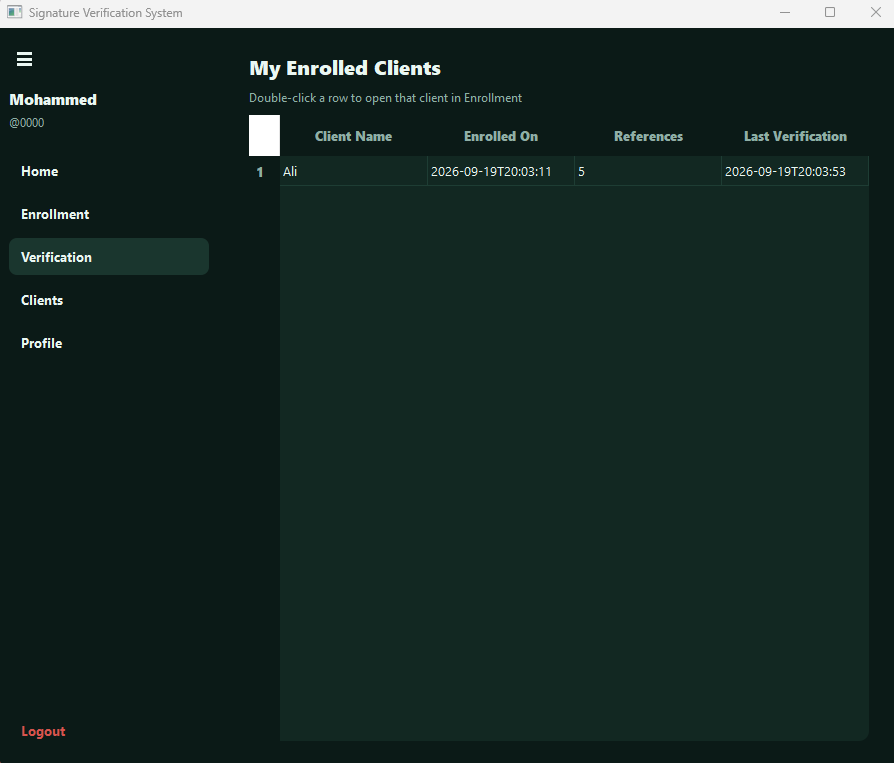 Signature Verification System
Mohammed
@0000
Home
Enrollment
Verification
Clients
Profile
Logout
My Enrolled Clients
Double-click a row to open that client in Enrollment
Client Name Enrolled On References Last Verification
1 Ali 2026-09-19T20:03:11 5 2026-09-19T20:03:53